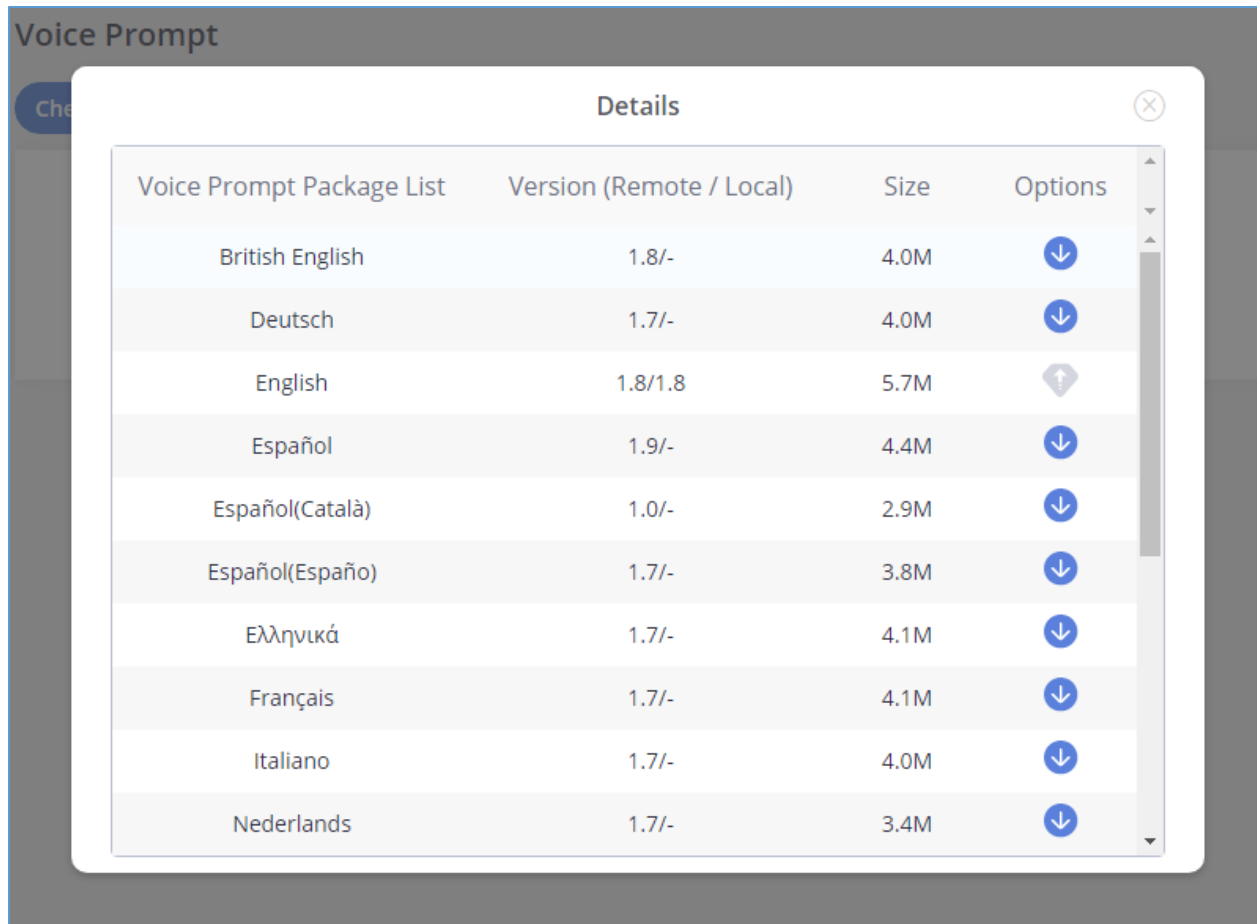 Voice Prompt
Che
Details
Voice Prompt Package List Version (Remote / Local) Size Options
British English 1.8/- 4.0M
Deutsch 1.7/- 4.0M
English 1.8/1.8 5.7M
Español 1.9/- 4.4M
Español(Català) 1.0/- 2.9M
Español(Españo) 1.7/- 3.8M
Ελληνικά 1.7/- 4.1M
Français 1.7/- 4.1M
Italiano 1.7/- 4.0M
Nederlands 1.7/- 3.4M